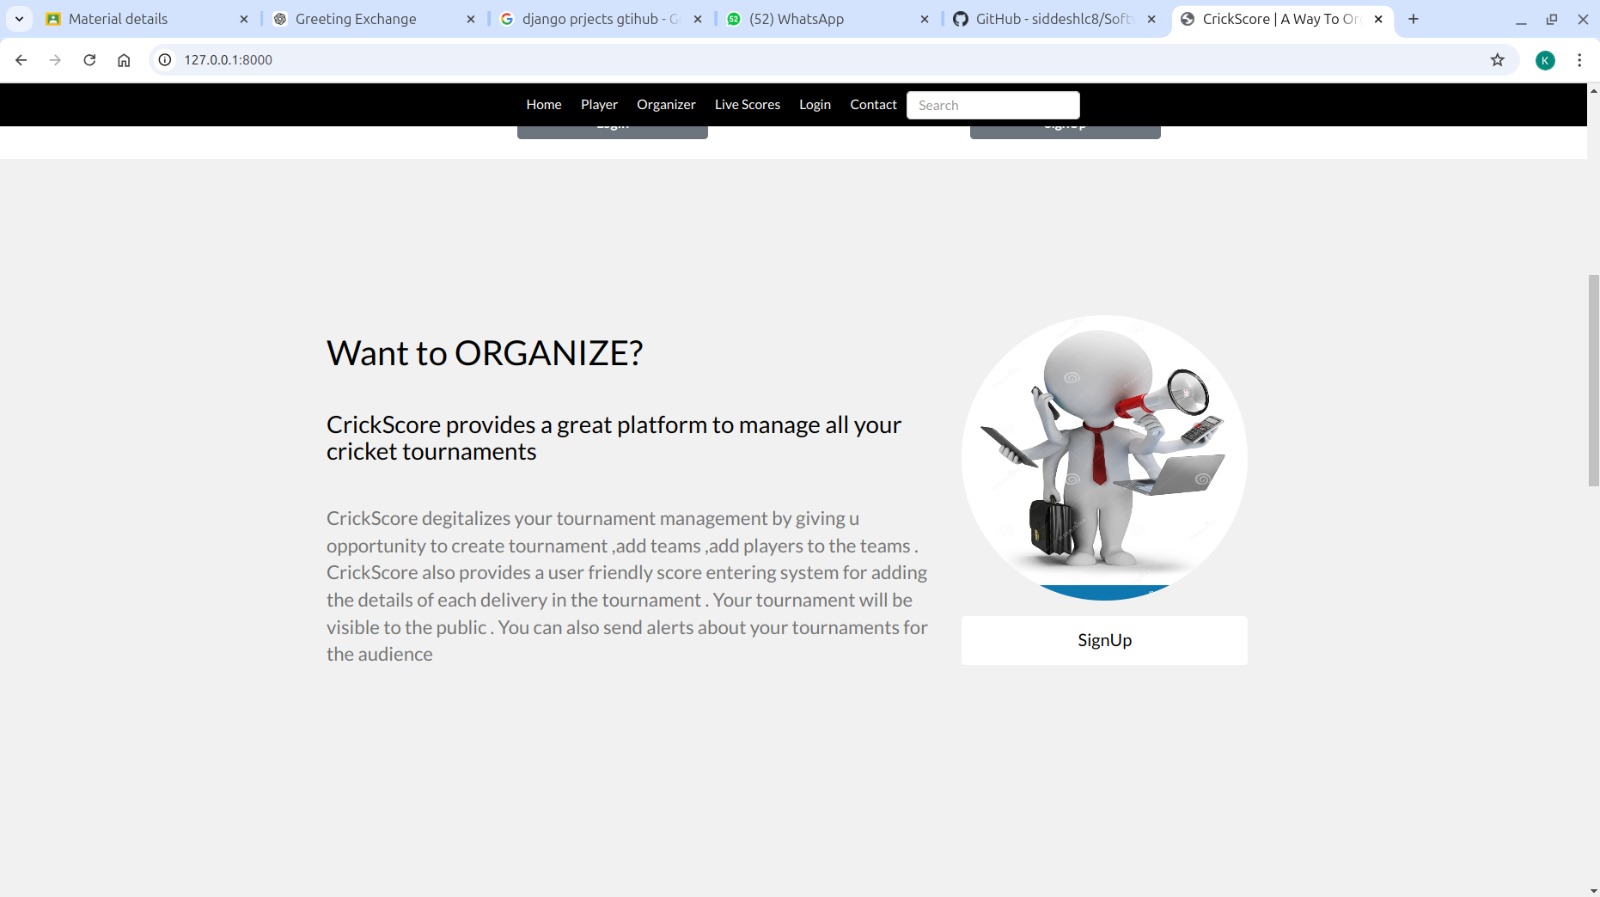 Material details
Greeting Exchange
django prjects gtihub - G
(52) WhatsApp
GitHub - siddeshlc8/Soft
CrickScore | A Way To Or
127.0.0.1:8000
K
Home Player Organizer Live Scores Login Contact Search
Login SignUp
Want to ORGANIZE?
CrickScore provides a great platform to manage all your
cricket tournaments
CrickScore degitalizes your tournament management by giving u
opportunity to create tournament ,add teams ,add players to the teams .
CrickScore also provides a user friendly score entering system for adding
the details of each delivery in the tournament . Your tournament will be
visible to the public . You can also send alerts about your tournaments for
the audience
SignUp